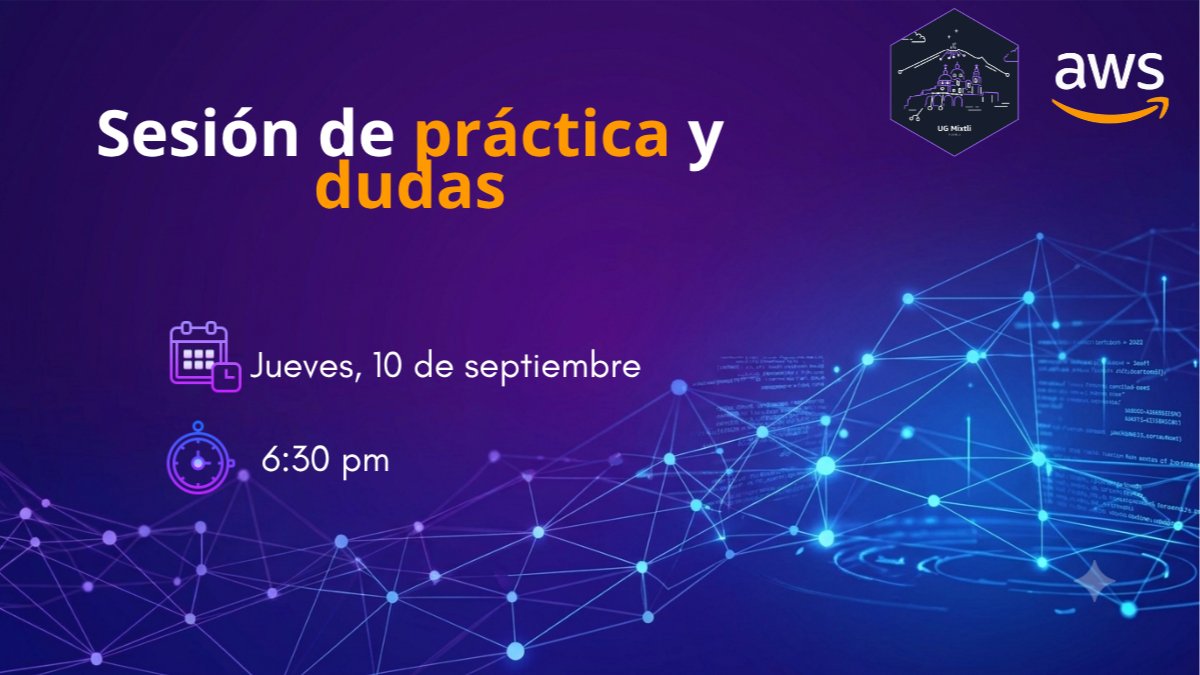 UG Mixtli
aws
Sesión de práctica y
dudas
Jueves, 10 de septiembre
6:30 pm